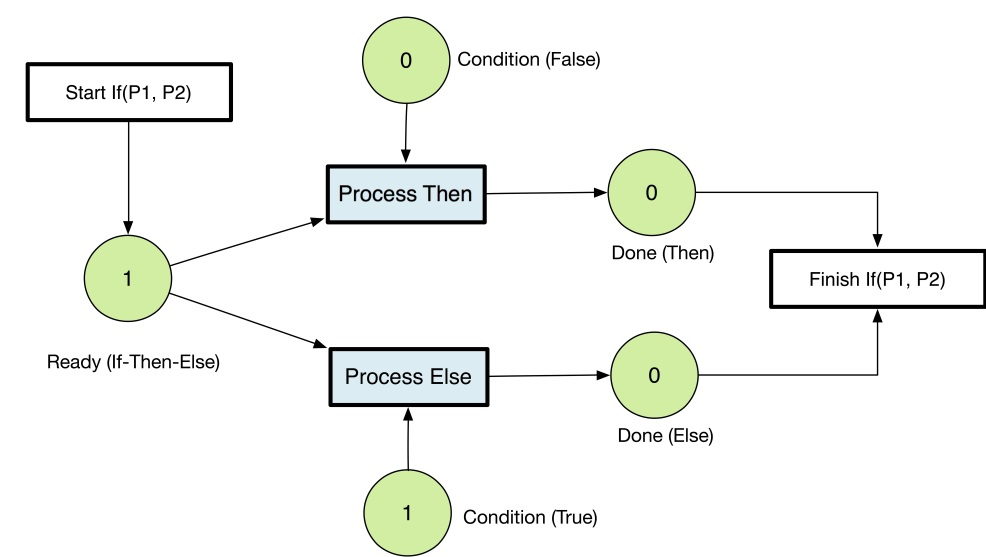 0
Condition (False)
Start If(P1, P2)
Process Then
0
Done (Then)
1
Finish If(P1, P2)
Ready (If-Then-Else)
Process Else
0
Done (Else)
1
Condition (True)